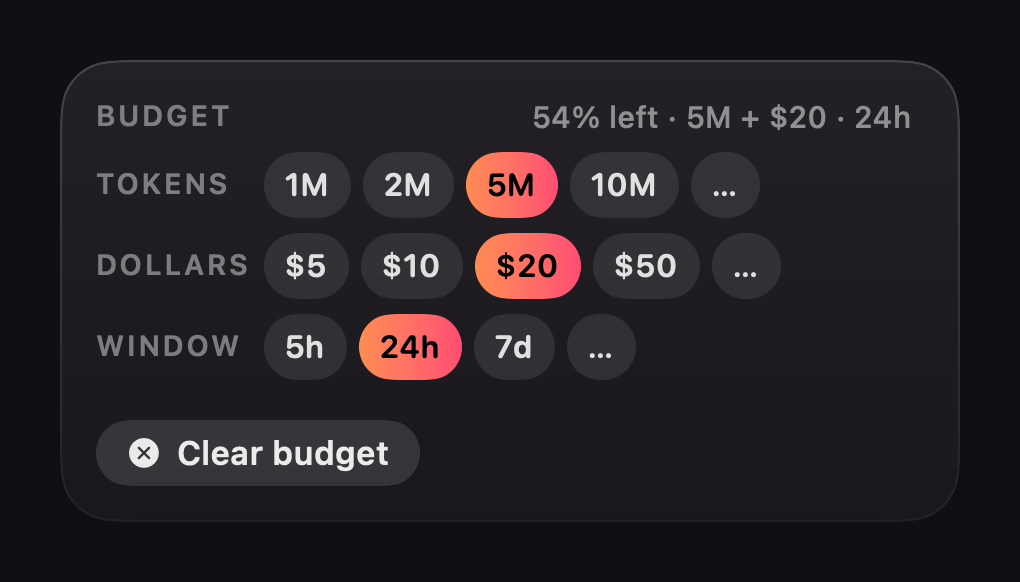 BUDGET 54% left · 5M + $20 · 24h
TOKENS 1M 2M 5M 10M ...
DOLLARS $5 $10 $20 $50 ...
WINDOW 5h 24h 7d ...
Clear budget